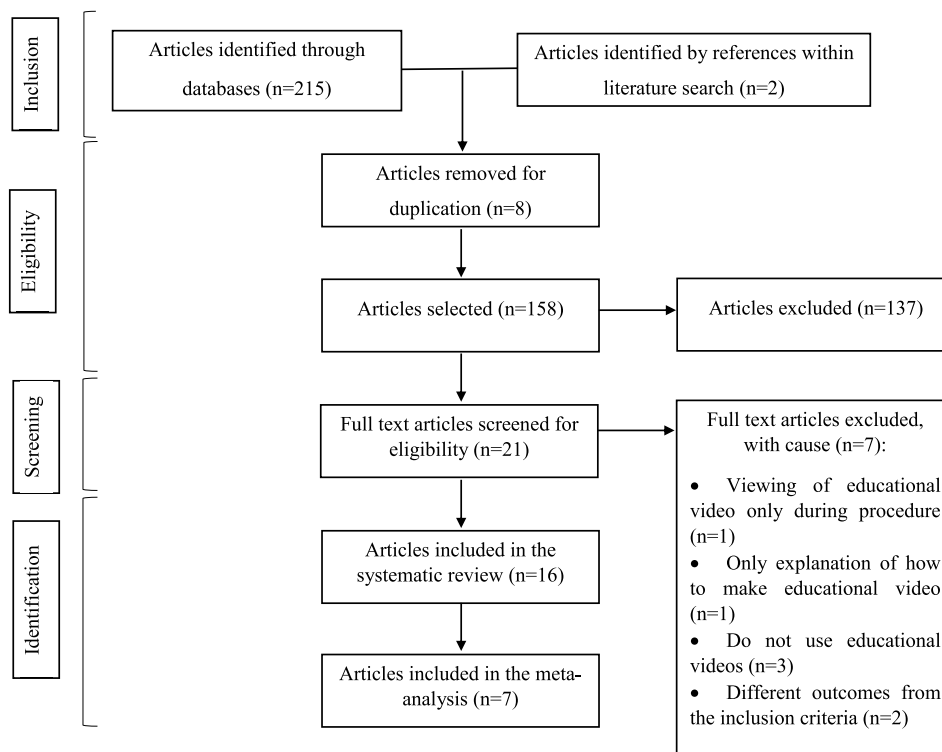 Inclusion
Articles identified through
databases (n=215)
Articles identified by references within
literature search (n=2)
Eligibility
Articles removed for
duplication (n=8)
Articles selected (n=158)
Articles excluded (n=137)
Screening
Full text articles screened for
eligibility (n=21)
Full text articles excluded,
with cause (n=7):
• Viewing of educational
video only during procedure
(n=1)
• Only explanation of how
to make educational video
(n=1)
• Do not use educational
videos (n=3)
• Different outcomes from
the inclusion criteria (n=2)
Identification
Articles included in the
systematic review (n=16)
Articles included in the meta-
analysis (n=7)